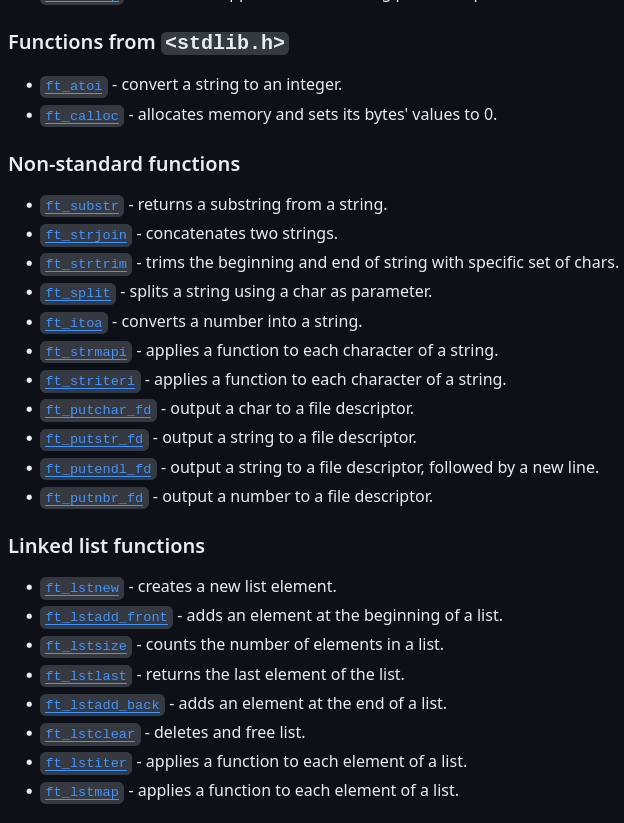 Functions from <stdlib.h>
• ft_atoi - convert a string to an integer.
• ft_calloc - allocates memory and sets its bytes' values to 0.
Non-standard functions
• ft_substr - returns a substring from a string.
• ft_strjoin - concatenates two strings.
• ft_strtrim - trims the beginning and end of string with specific set of chars.
• ft_split - splits a string using a char as parameter.
• ft_itoa - converts a number into a string.
• ft_strmapi - applies a function to each character of a string.
• ft_striteri - applies a function to each character of a string.
• ft_putchar_fd - output a char to a file descriptor.
• ft_putstr_fd - output a string to a file descriptor.
• ft_putendl_fd - output a string to a file descriptor, followed by a new line.
• ft_putnbr_fd - output a number to a file descriptor.
Linked list functions
• ft_lstnew - creates a new list element.
• ft_lstadd_front - adds an element at the beginning of a list.
• ft_lstsize - counts the number of elements in a list.
• ft_lstlast - returns the last element of the list.
• ft_lstadd_back - adds an element at the end of a list.
• ft_lstclear - deletes and free list.
• ft_lstiter - applies a function to each element of a list.
• ft_lstmap - applies a function to each element of a list.